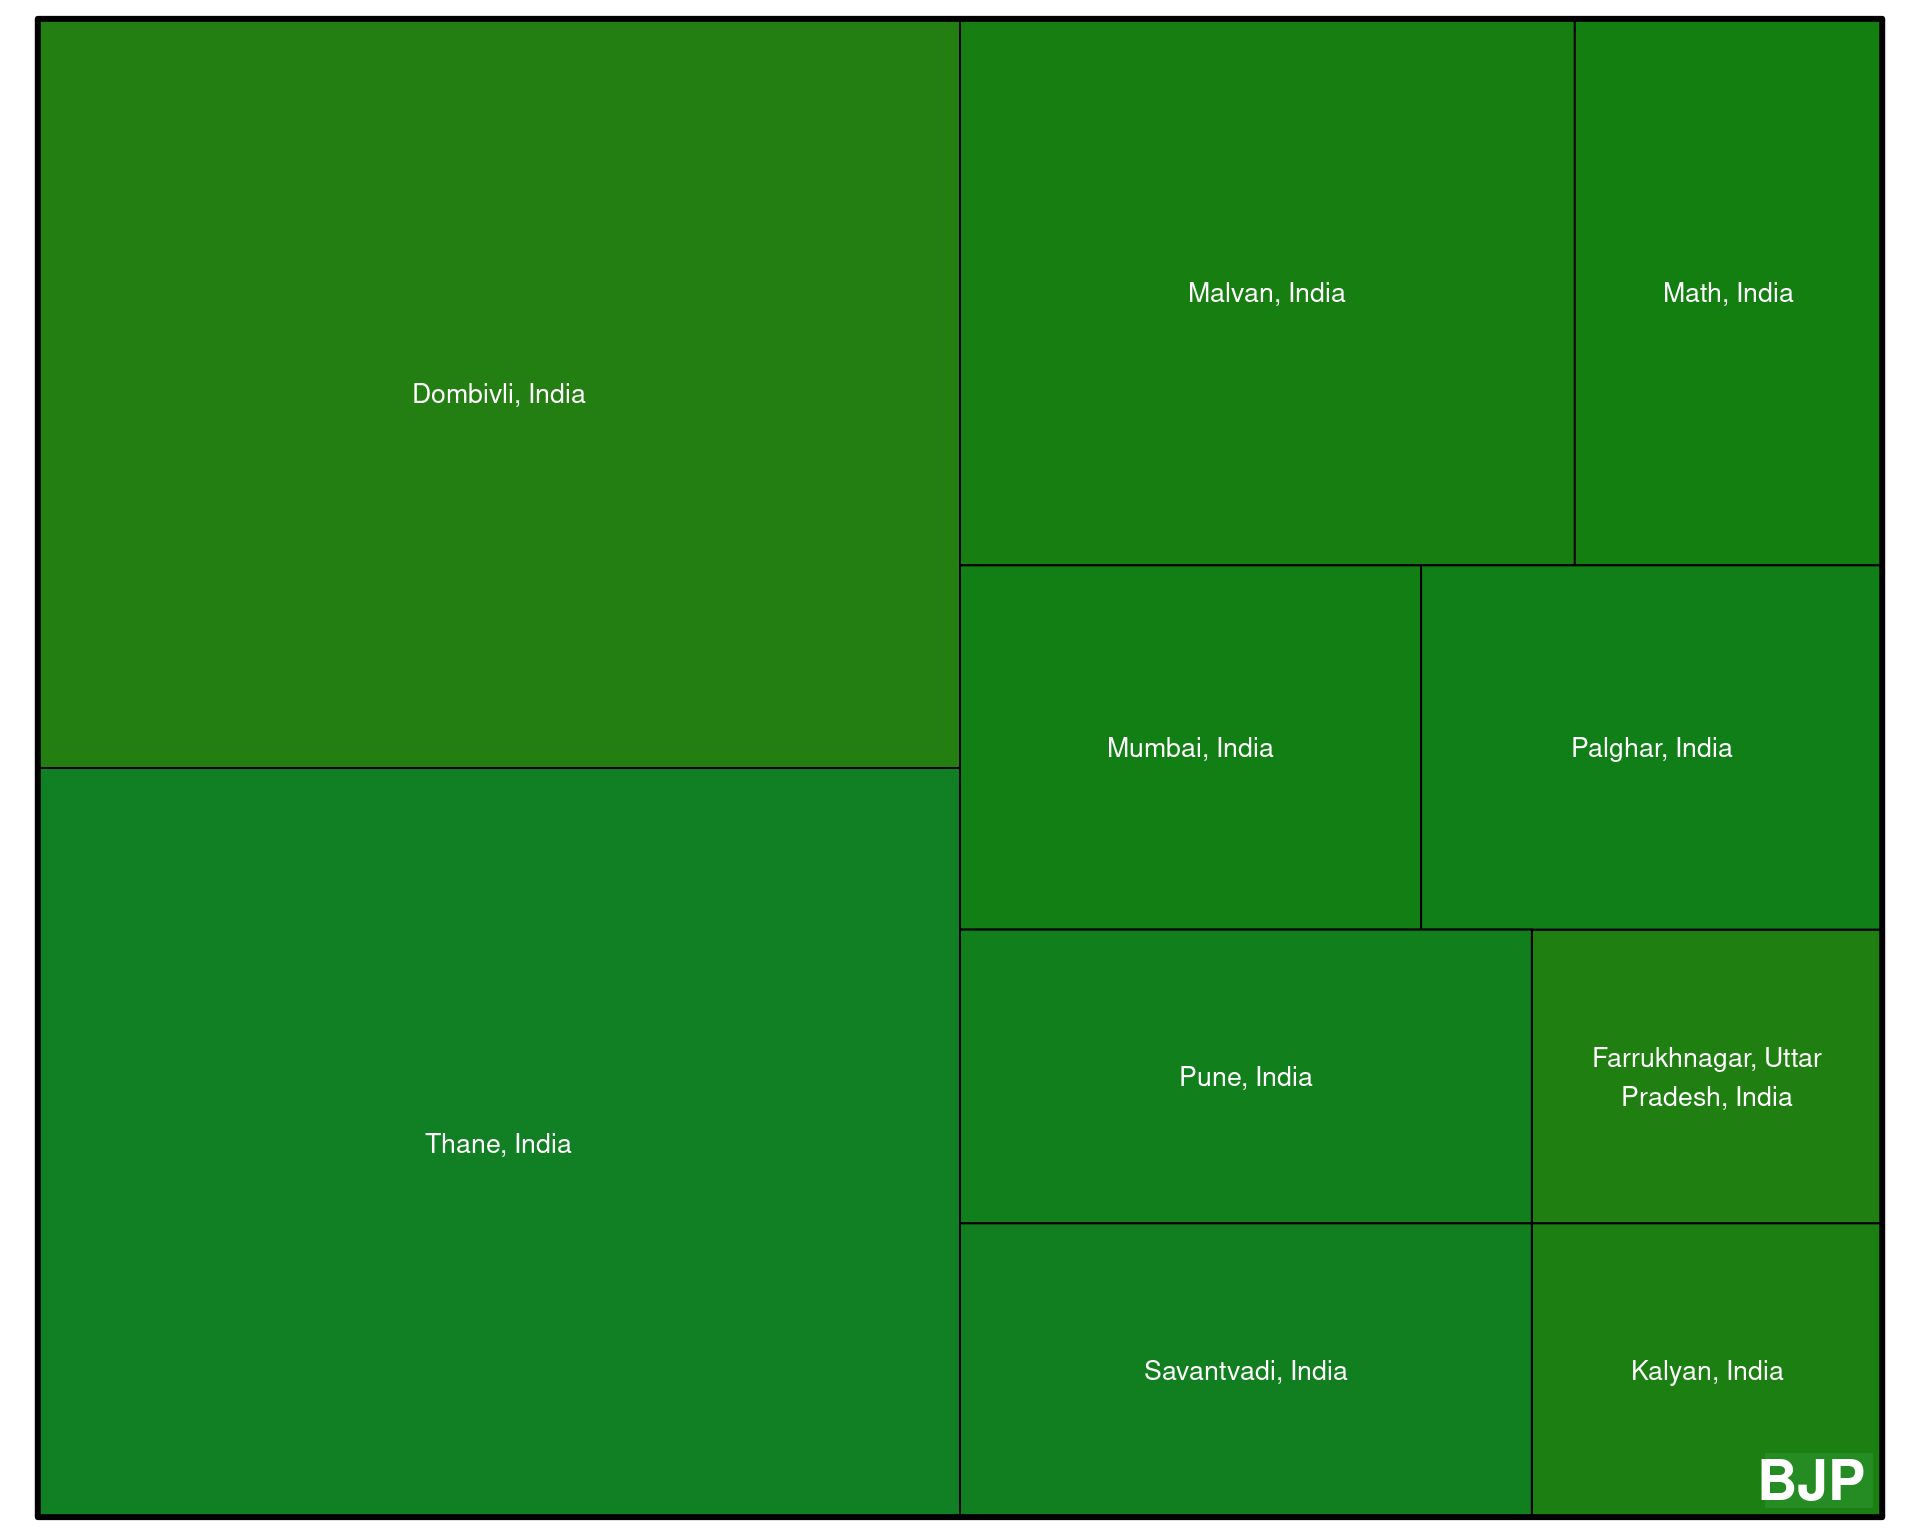 Dombivli, India
Thane, India
Malvan, India
Math, India
Mumbai, India
Palghar, India
Pune, India
Farrukhnagar, Uttar
Pradesh, India
Savantvadi, India
Kalyan, India
BJP